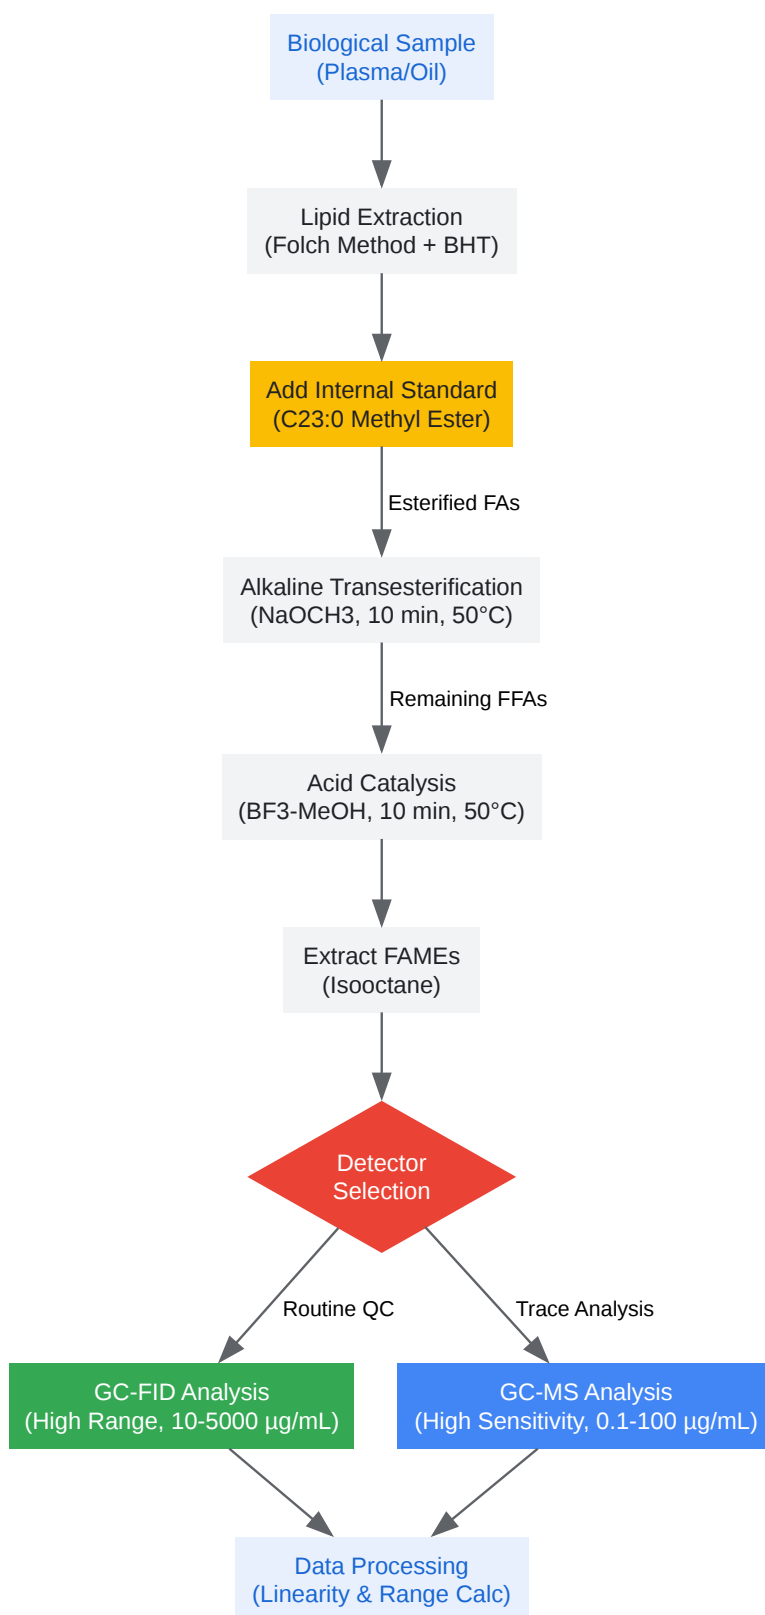 Biological Sample
(Plasma/Oil)
Lipid Extraction
(Folch Method + BHT)
Add Internal Standard
(C23:0 Methyl Ester)
Esterified FAs
Alkaline Transesterification
(NaOCH3, 10 min, 50°C)
Remaining FFAs
Acid Catalysis
(BF3-MeOH, 10 min, 50°C)
Extract FAMEs
(Isooctane)
Detector
Selection
Routine QC
Trace Analysis
GC-FID Analysis
(High Range, 10-5000 µg/mL)
GC-MS Analysis
(High Sensitivity, 0.1-100 µg/mL)
Data Processing
(Linearity & Range Calc)